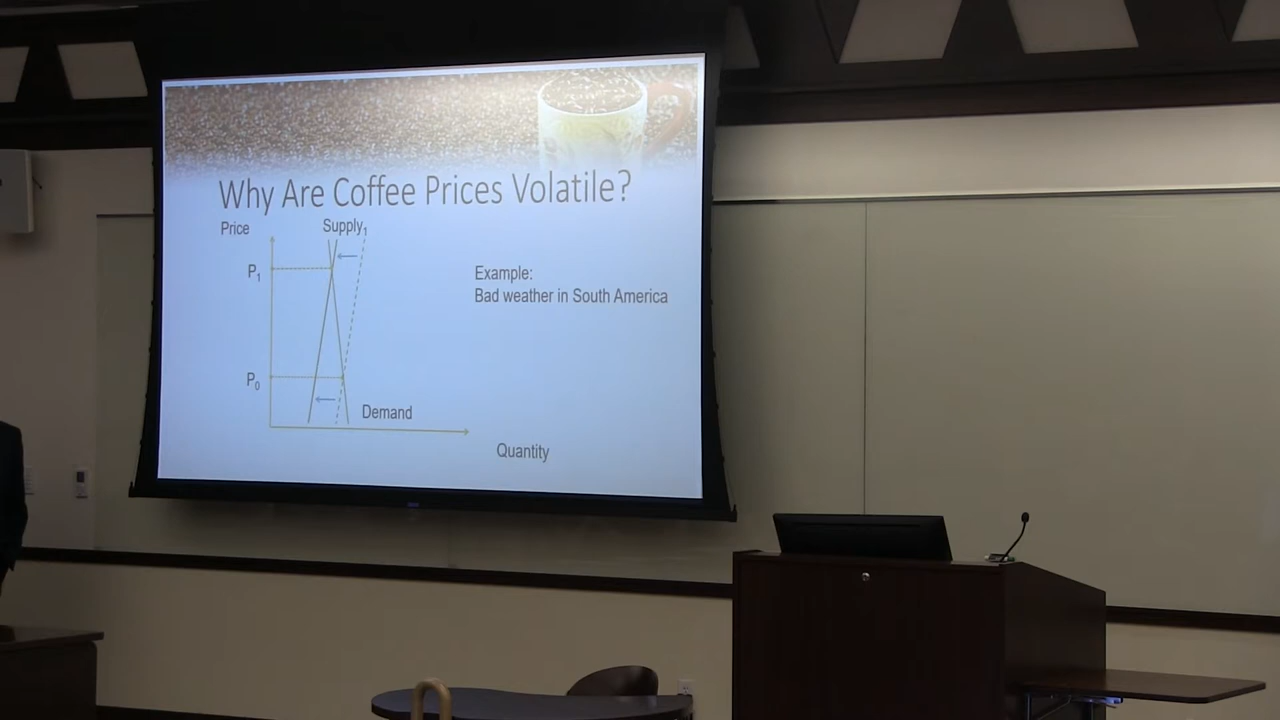 Why Are Coffee Prices Volatile?
Price
Supply₁
P₁
Example:
Bad weather in South America
P₀
Demand
Quantity